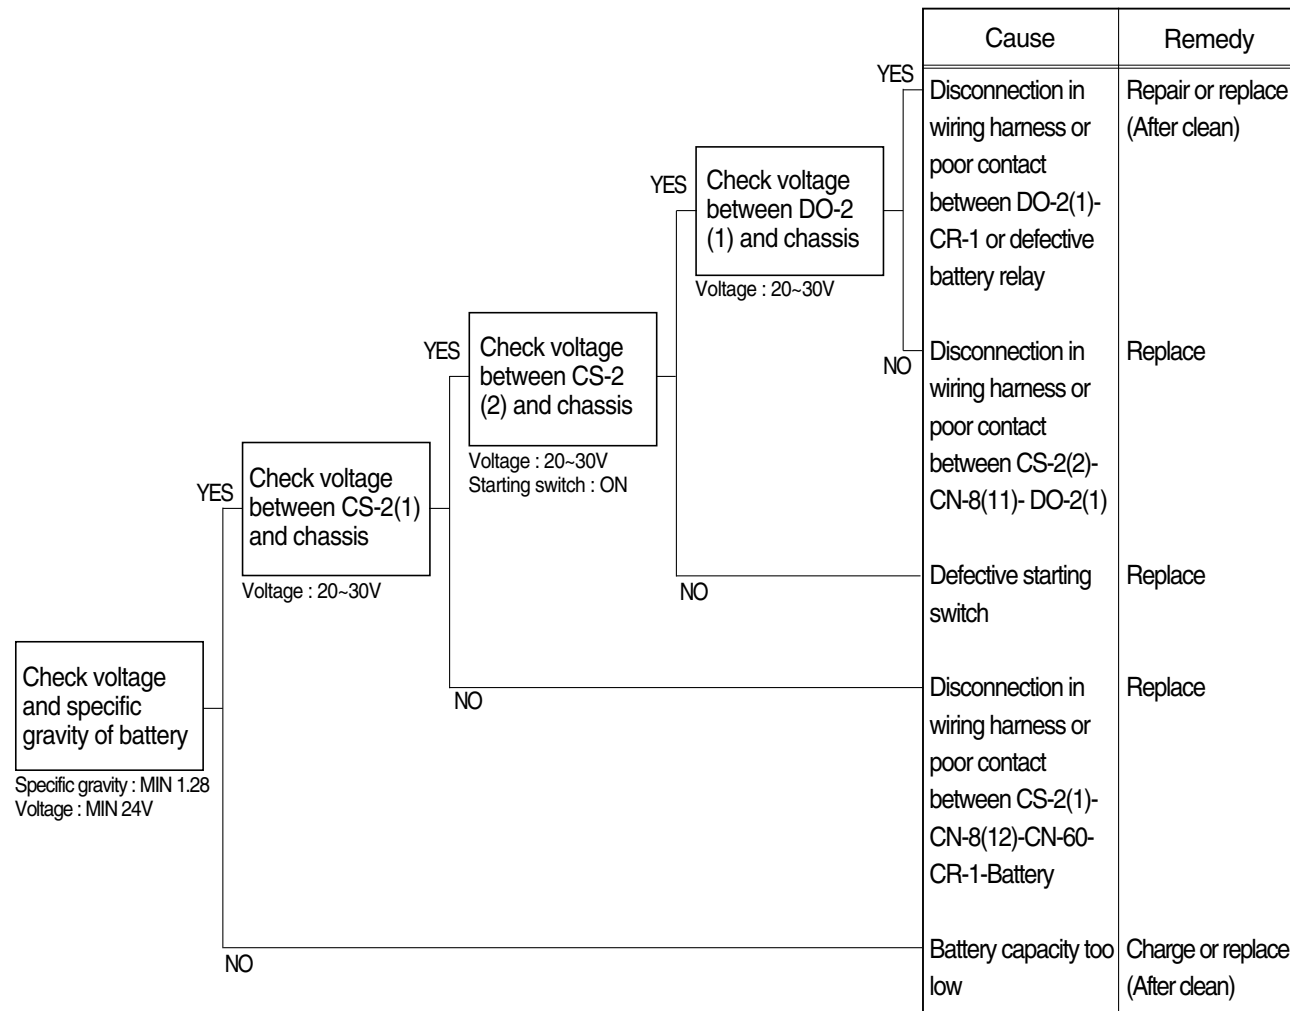 Cause
Remedy
YES
Disconnection in
wiring harness or
poor contact
between DO-2(1)-
CR-1 or defective
battery relay
Repair or replace
(After clean)
YES
Check voltage
between DO-2
(1) and chassis
Voltage : 20~30V
NO
Disconnection in
wiring harness or
poor contact
between CS-2(2)-
CN-8(11)- DO-2(1)
Replace
YES
Check voltage
between CS-2
(2) and chassis
Voltage : 20~30V
Starting switch : ON
NO
Defective starting
switch
Replace
YES
Check voltage
between CS-2(1)
and chassis
Voltage : 20~30V
NO
Disconnection in
wiring harness or
poor contact
between CS-2(1)-
CN-8(12)-CN-60-
CR-1-Battery
Replace
Check voltage
and specific
gravity of battery
Specific gravity : MIN 1.28
Voltage : MIN 24V
NO
Battery capacity too
low
Charge or replace
(After clean)